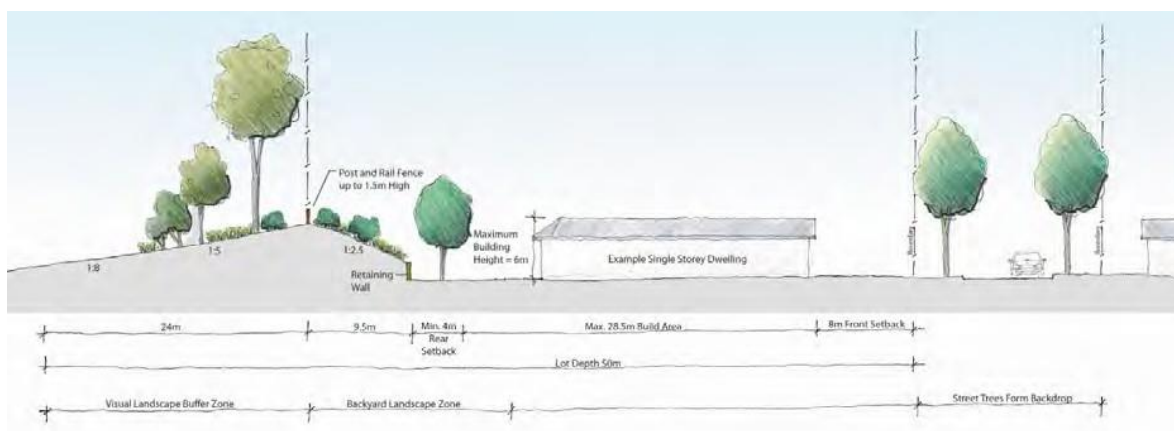 Post and Rail Fence
up to 1.5m High
Maximum
Building
Height = 6m
Example Single Storey Dwelling
1:8
1:5
1:2.5
Retaining
Wall
Boundary
Boundary
24m
9.5m
Min. 4m
Rear
Setback
Max. 28.5m Build Area
8m Front Setback
Lot Depth 50m
Visual Landscape Buffer Zone
Backyard Landscape Zone
Street Trees Form Backdrop